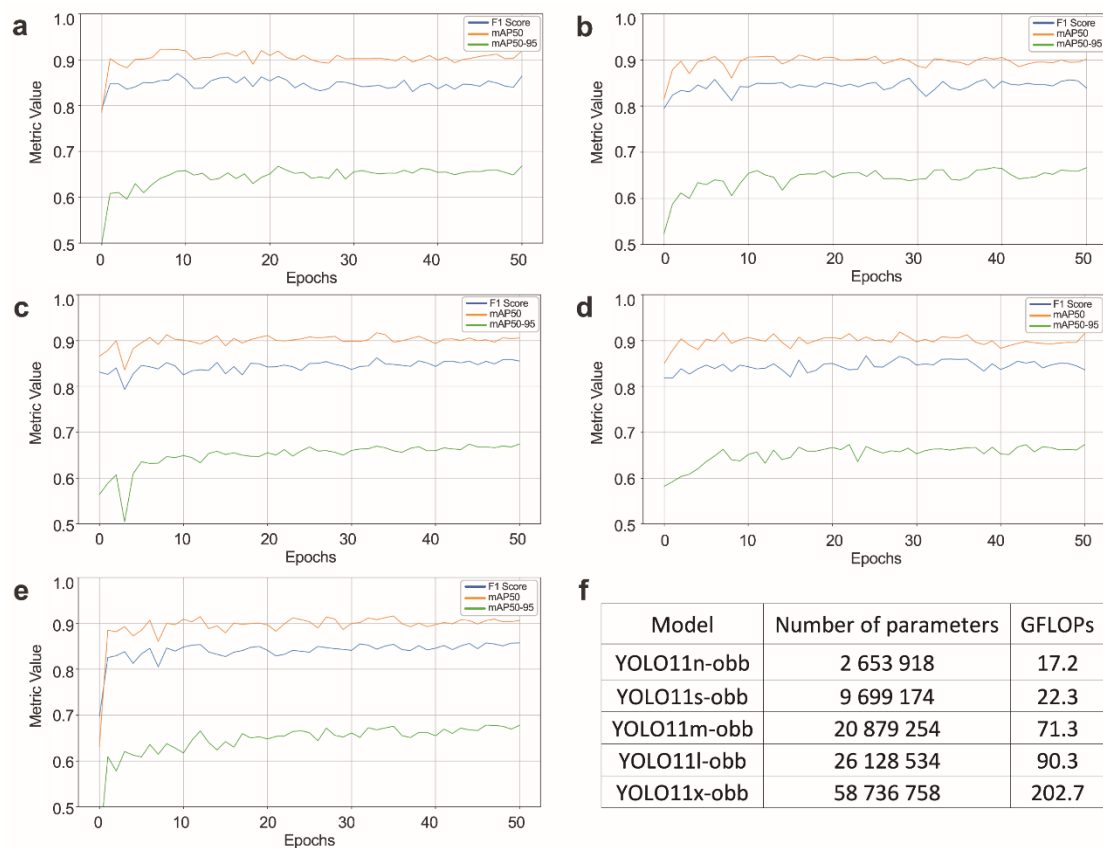 a
F1 Score
mAP50
mAP50-95
1.0
0.9
0.8
0.7
0.6
0.5
Metric Value
0 10 20 30 40 50
Epochs
b
F1 Score
mAP50
mAP50-95
1.0
0.9
0.8
0.7
0.6
0.5
Metric Value
0 10 20 30 40 50
Epochs
c
F1 Score
mAP50
mAP50-95
1.0
0.9
0.8
0.7
0.6
0.5
Metric Value
0 10 20 30 40 50
Epochs
d
F1 Score
mAP50
mAP50-95
1.0
0.9
0.8
0.7
0.6
0.5
Metric Value
0 10 20 30 40 50
Epochs
e
F1 Score
mAP50
mAP50-95
1.0
0.9
0.8
0.7
0.6
0.5
Metric Value
0 10 20 30 40 50
Epochs
f
Model Number of parameters GFLOPs
YOLO11n-obb 2 653 918 17.2
YOLO11s-obb 9 699 174 22.3
YOLO11m-obb 20 879 254 71.3
YOLO11l-obb 26 128 534 90.3
YOLO11x-obb 58 736 758 202.7